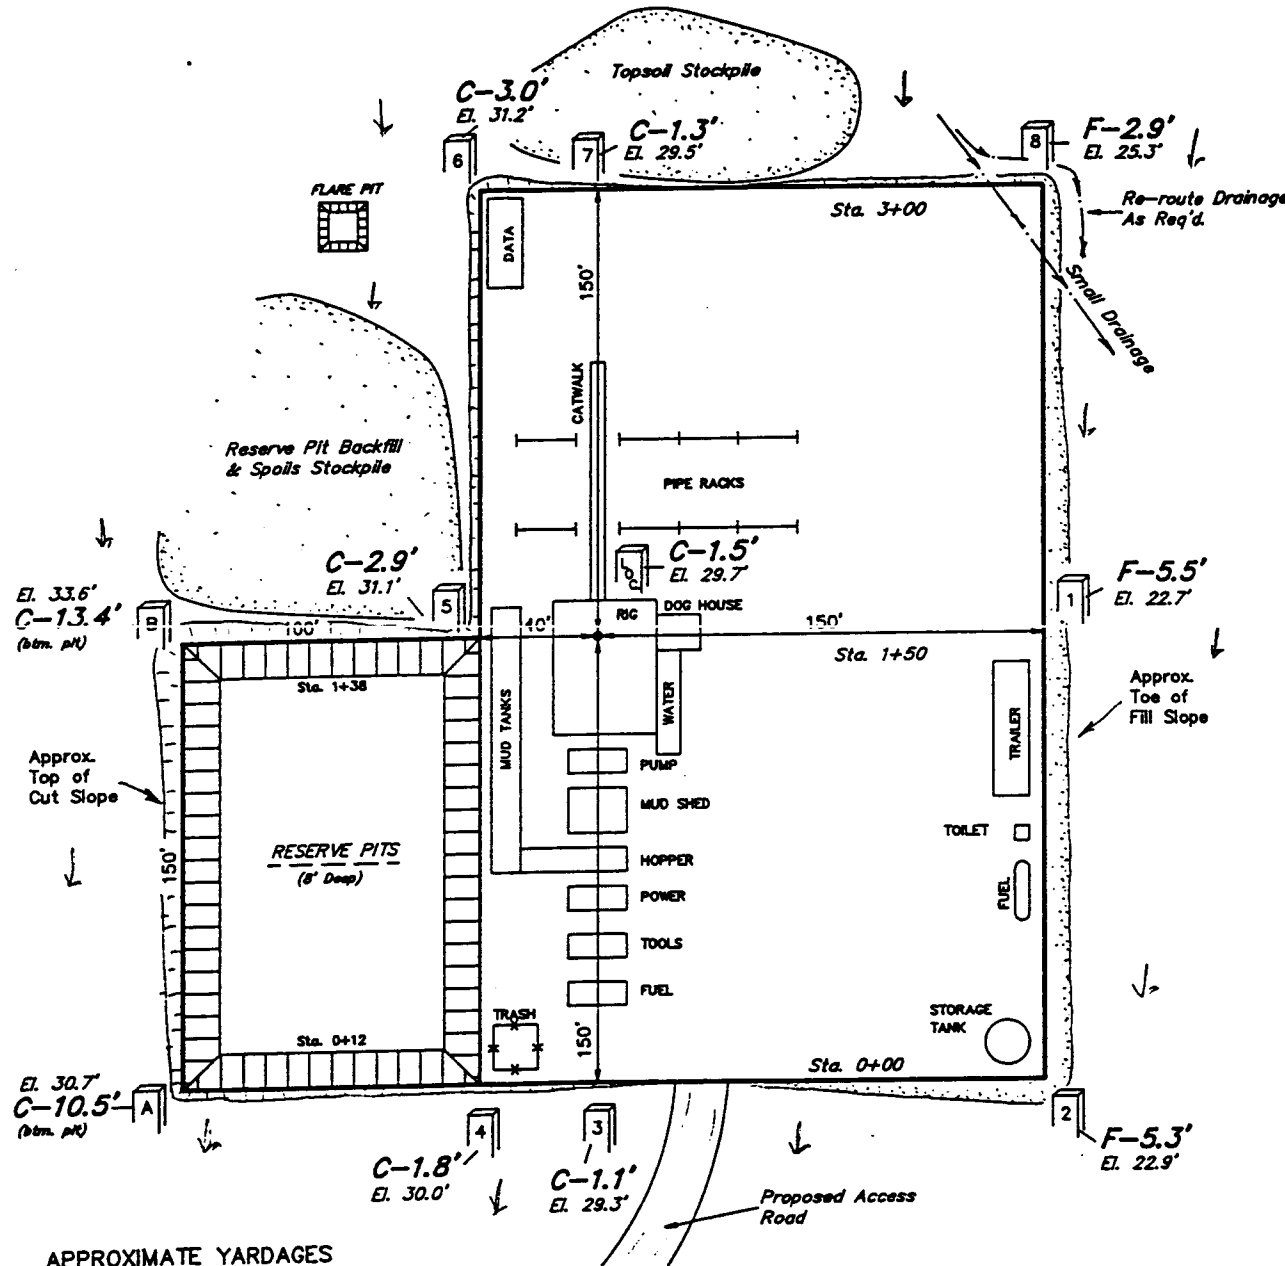 Topsoil Stockpile
C-3.0'
El. 31.2'
6
7
C-1.3'
El. 29.5'
8
F-2.9'
El. 25.3'
FLARE PIT
DATA
Sta. 3+00
Re-route Drainage
As Req'd.
Small Drainage
150'
CATWALK
Reserve Pit Backfill
& Spoils Stockpile
PIPE RACKS
C-2.9'
El. 31.1'
5
C-1.5'
El. 29.7'
El. 33.6'
C-13.4'
(btm. pit)
B
F-5.5'
El. 22.7'
1
RIG
DOG HOUSE
100'
40'
150'
Sta. 1+50
Sta. 1+38
MUD TANKS
WATER
TRAILER
Approx.
Toe of
Fill Slope
Approx.
Top of
Cut Slope
PUMP
MUD SHED
TOILET
150'
RESERVE PITS
(8' Deep)
HOPPER
FUEL
POWER
TOOLS
FUEL
TRASH
STORAGE
TANK
Sta. 0+12
150'
Sta. 0+00
El. 30.7'
C-10.5'
(btm. pit)
A
4
3
2
C-1.8'
El. 30.0'
C-1.1'
El. 29.3'
F-5.3'
El. 22.9'
Proposed Access
Road
APPROXIMATE YARDAGES